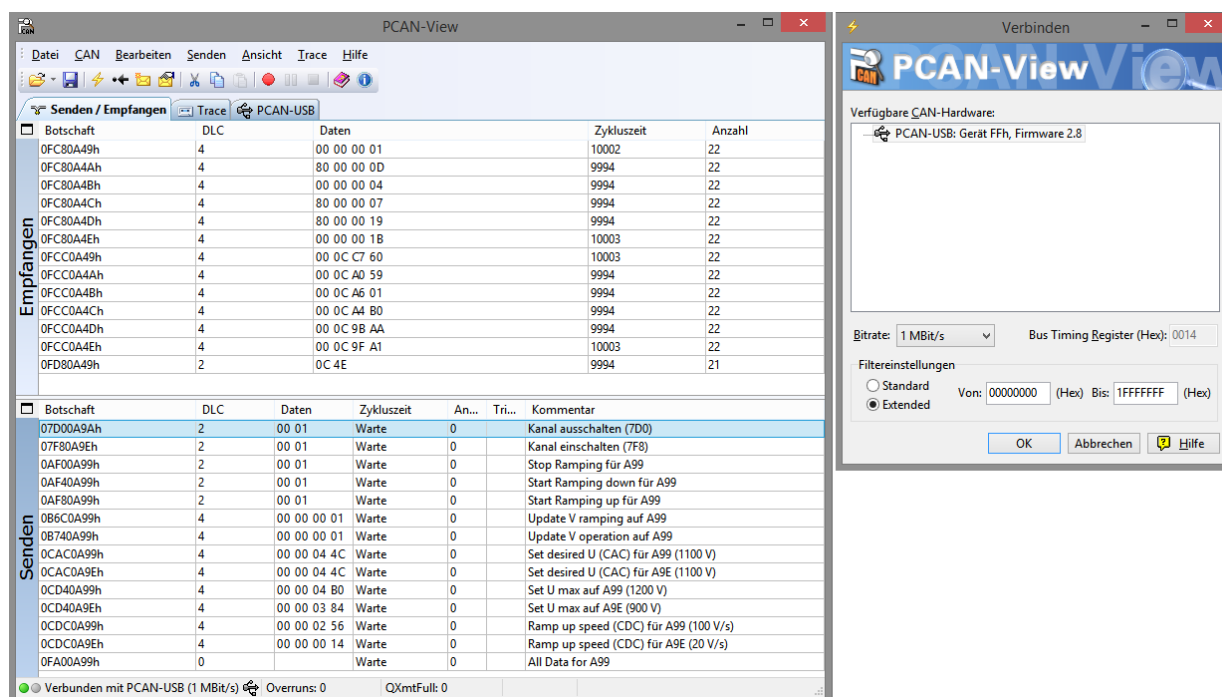 PCAN-View
Datei CAN Bearbeiten Senden Ansicht Trace Hilfe
Senden / Empfangen Trace PCAN-USB
Empfangen
Botschaft DLC Daten Zykluszeit Anzahl
0FC80A49h 4 00 00 00 01 10002 22
0FC80A4Ah 4 80 00 00 0D 9994 22
0FC80A4Bh 4 00 00 00 04 9994 22
0FC80A4Ch 4 80 00 00 07 9994 22
0FC80A4Dh 4 80 00 00 19 9994 22
0FC80A4Eh 4 00 00 00 1B 10003 22
0FCC0A49h 4 00 0C C7 60 10003 22
0FCC0A4Ah 4 00 0C A0 59 9994 22
0FCC0A4Bh 4 00 0C A6 01 9994 22
0FCC0A4Ch 4 00 0C A4 B0 9994 22
0FCC0A4Dh 4 00 0C 9B AA 9994 22
0FCC0A4Eh 4 00 0C 9F A1 10003 22
0FD80A49h 2 0C 4E 9994 21
Senden
Botschaft DLC Daten Zykluszeit An... Tri... Kommentar
07D00A9Ah 2 00 01 Warte 0 Kanal ausschalten (7D0)
07F80A9Eh 2 00 01 Warte 0 Kanal einschalten (7F8)
0AF00A99h 2 00 01 Warte 0 Stop Ramping für A99
0AF40A99h 2 00 01 Warte 0 Start Ramping down für A99
0AF80A99h 2 00 01 Warte 0 Start Ramping up für A99
0B6C0A99h 4 00 00 00 01 Warte 0 Update V ramping auf A99
0B740A99h 4 00 00 00 01 Warte 0 Update V operation auf A99
0CAC0A99h 4 00 00 04 4C Warte 0 Set desired U (CAC) für A99 (1100 V)
0CAC0A9Eh 4 00 00 04 4C Warte 0 Set desired U (CAC) für A9E (1100 V)
0CD40A99h 4 00 00 04 B0 Warte 0 Set U max auf A99 (1200 V)
0CD40A9Eh 4 00 00 03 84 Warte 0 Set U max auf A9E (900 V)
0CDC0A99h 4 00 00 02 56 Warte 0 Ramp up speed (CDC) für A99 (100 V/s)
0CDC0A9Eh 4 00 00 00 14 Warte 0 Ramp up speed (CDC) für A9E (20 V/s)
0FA00A99h 0 Warte 0 All Data for A99
Verbunden mit PCAN-USB (1 MBit/s) Overruns: 0 QXmtFull: 0
Verbinden
PCAN-View
Verfügbare CAN-Hardware:
PCAN-USB: Gerät FFh, Firmware 2.8
Bitrate: 1 MBit/s Bus Timing Register (Hex): 0014
Filtereinstellungen
Standard
Extended
Von: 00000000 (Hex) Bis: 1FFFFFFF (Hex)
OK Abbrechen Hilfe